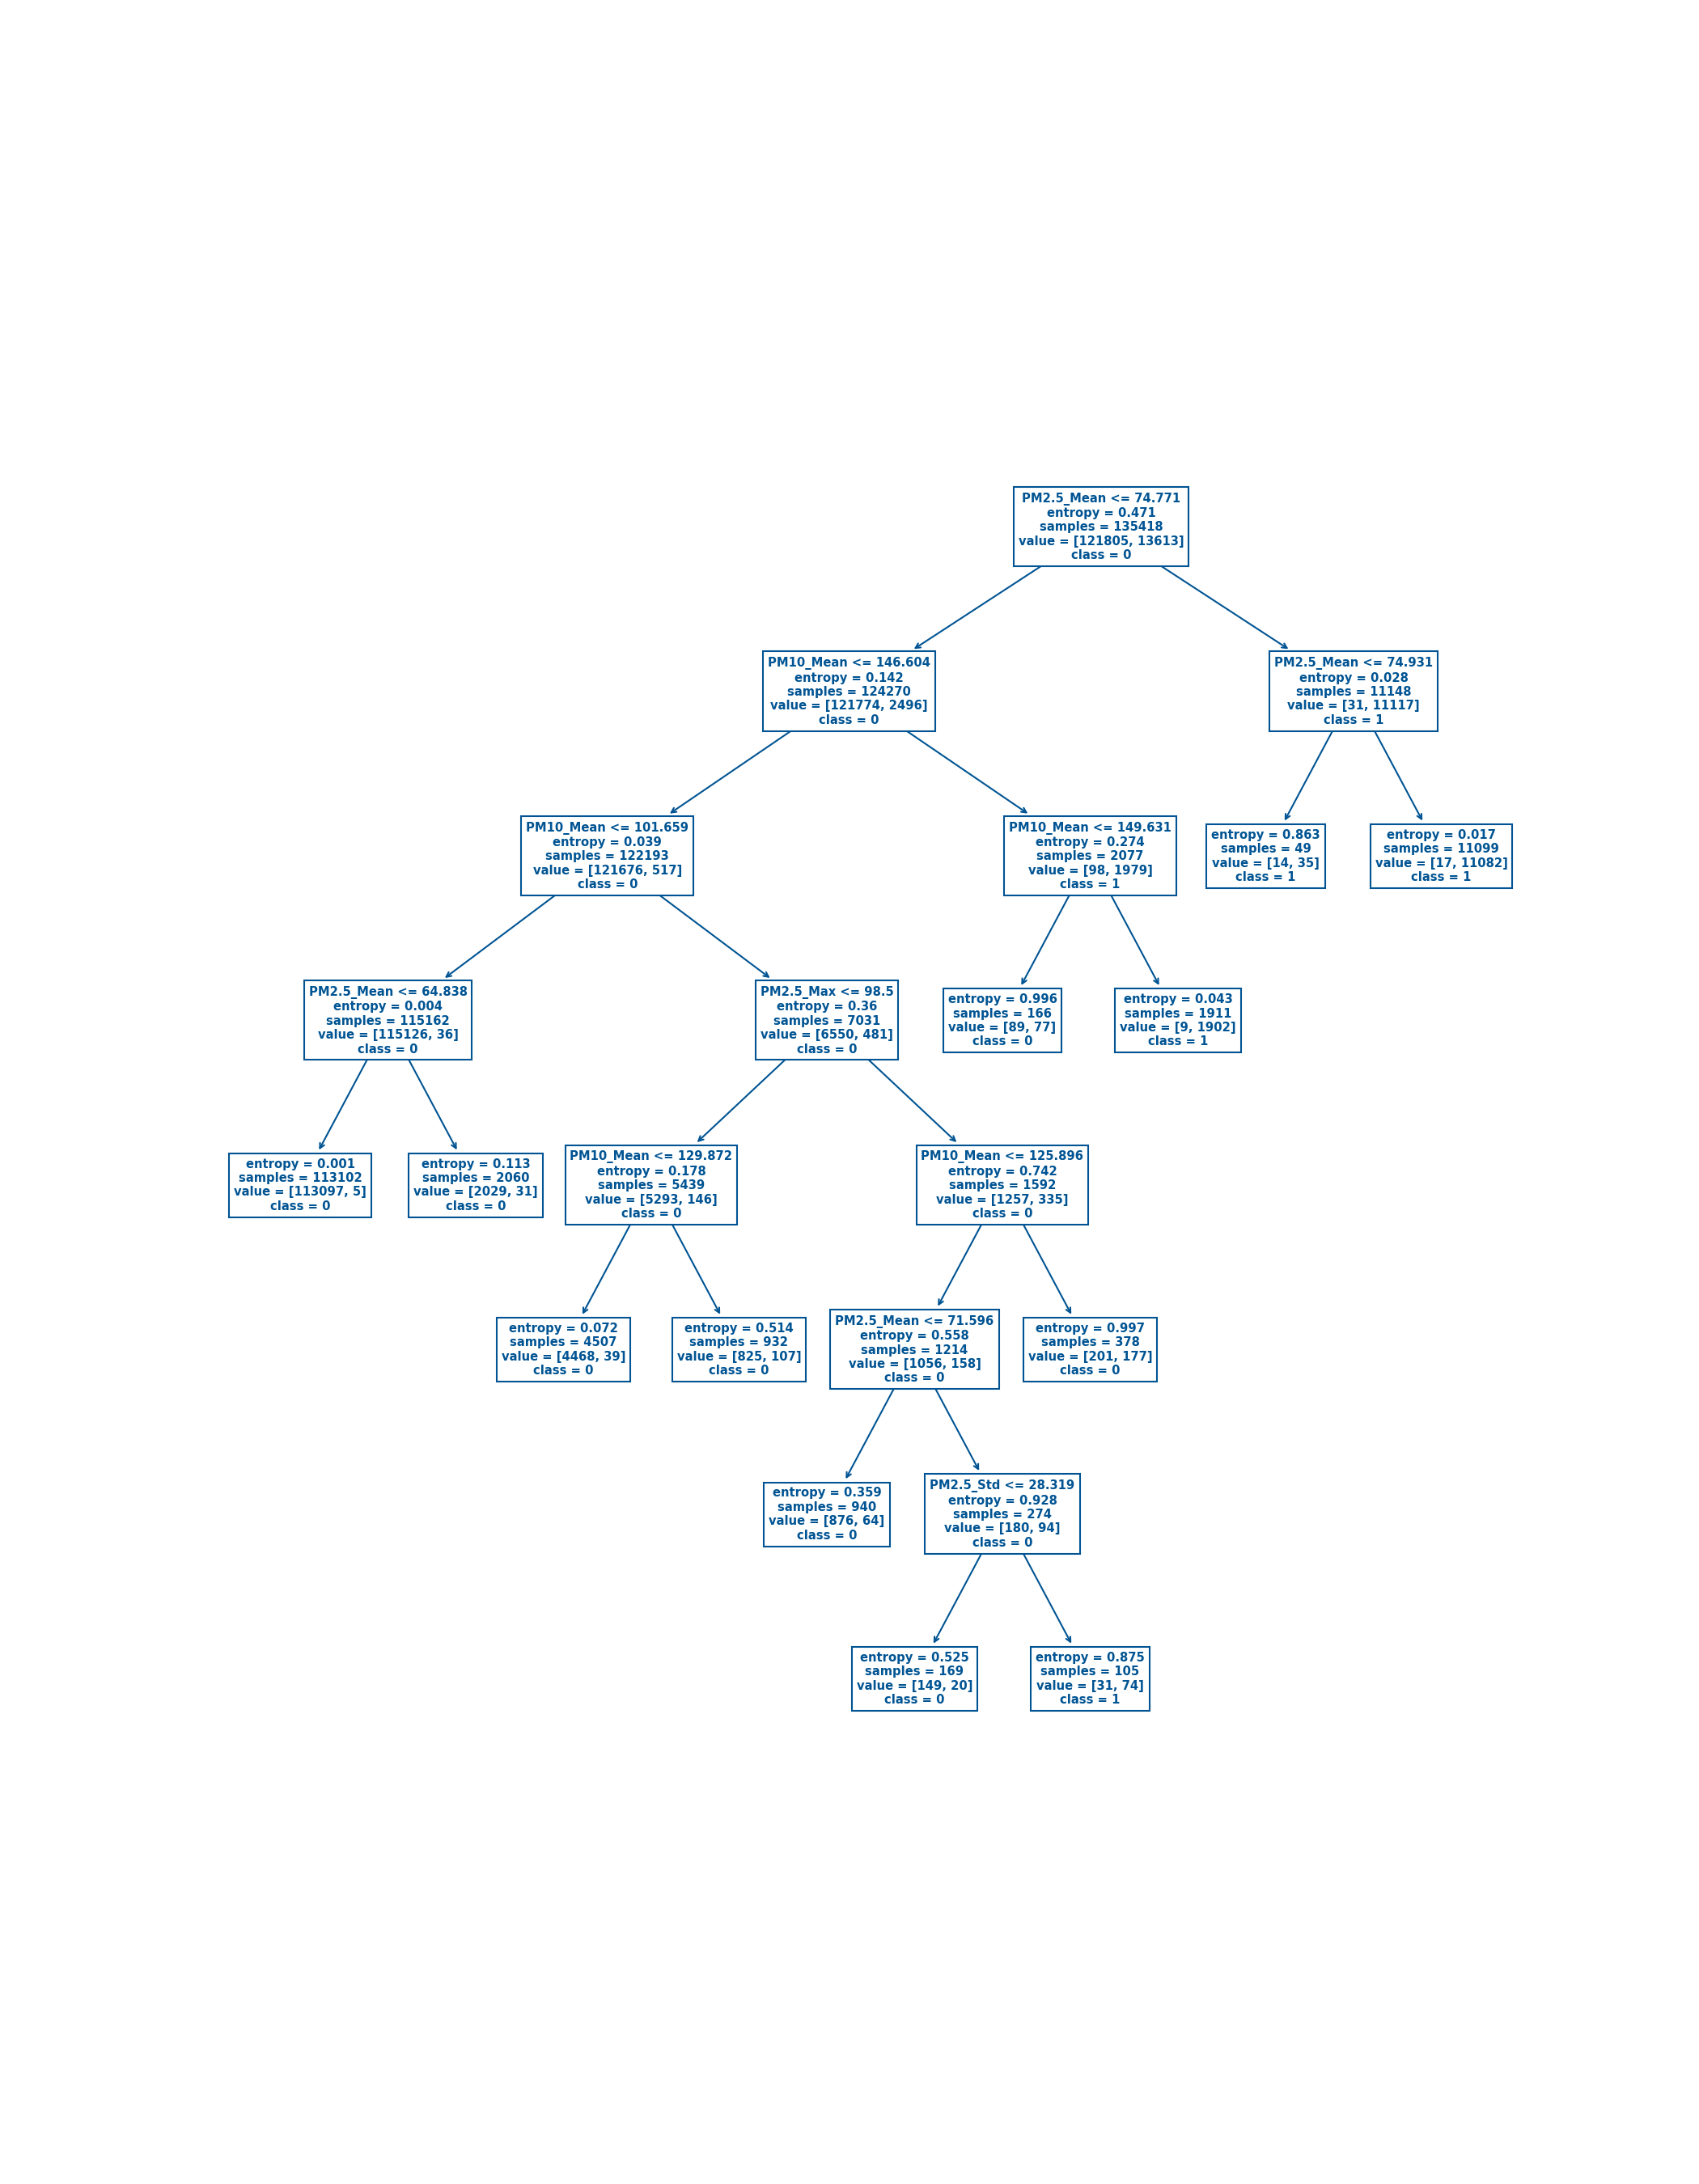 PM2.5_Mean <= 74.771
entropy = 0.471
samples = 135418
value = [121805, 13613]
class = 0
PM10_Mean <= 146.604
entropy = 0.142
samples = 124270
value = [121774, 2496]
class = 0
PM2.5_Mean <= 74.931
entropy = 0.028
samples = 11148
value = [31, 11117]
class = 1
PM10_Mean <= 101.659
entropy = 0.039
samples = 122193
value = [121676, 517]
class = 0
PM10_Mean <= 149.631
entropy = 0.274
samples = 2077
value = [98, 1979]
class = 1
entropy = 0.863
samples = 49
value = [14, 35]
class = 1
entropy = 0.017
samples = 11099
value = [17, 11082]
class = 1
PM2.5_Mean <= 64.838
entropy = 0.004
samples = 115162
value = [115126, 36]
class = 0
PM2.5_Max <= 98.5
entropy = 0.36
samples = 7031
value = [6550, 481]
class = 0
entropy = 0.996
samples = 166
value = [89, 77]
class = 0
entropy = 0.043
samples = 1911
value = [9, 1902]
class = 1
entropy = 0.001
samples = 113102
value = [113097, 5]
class = 0
entropy = 0.113
samples = 2060
value = [2029, 31]
class = 0
PM10_Mean <= 129.872
entropy = 0.178
samples = 5439
value = [5293, 146]
class = 0
PM10_Mean <= 125.896
entropy = 0.742
samples = 1592
value = [1257, 335]
class = 0
entropy = 0.072
samples = 4507
value = [4468, 39]
class = 0
entropy = 0.514
samples = 932
value = [825, 107]
class = 0
PM2.5_Mean <= 71.596
entropy = 0.558
samples = 1214
value = [1056, 158]
class = 0
entropy = 0.997
samples = 378
value = [201, 177]
class = 0
entropy = 0.359
samples = 940
value = [876, 64]
class = 0
PM2.5_Std <= 28.319
entropy = 0.928
samples = 274
value = [180, 94]
class = 0
entropy = 0.525
samples = 169
value = [149, 20]
class = 0
entropy = 0.875
samples = 105
value = [31, 74]
class = 1